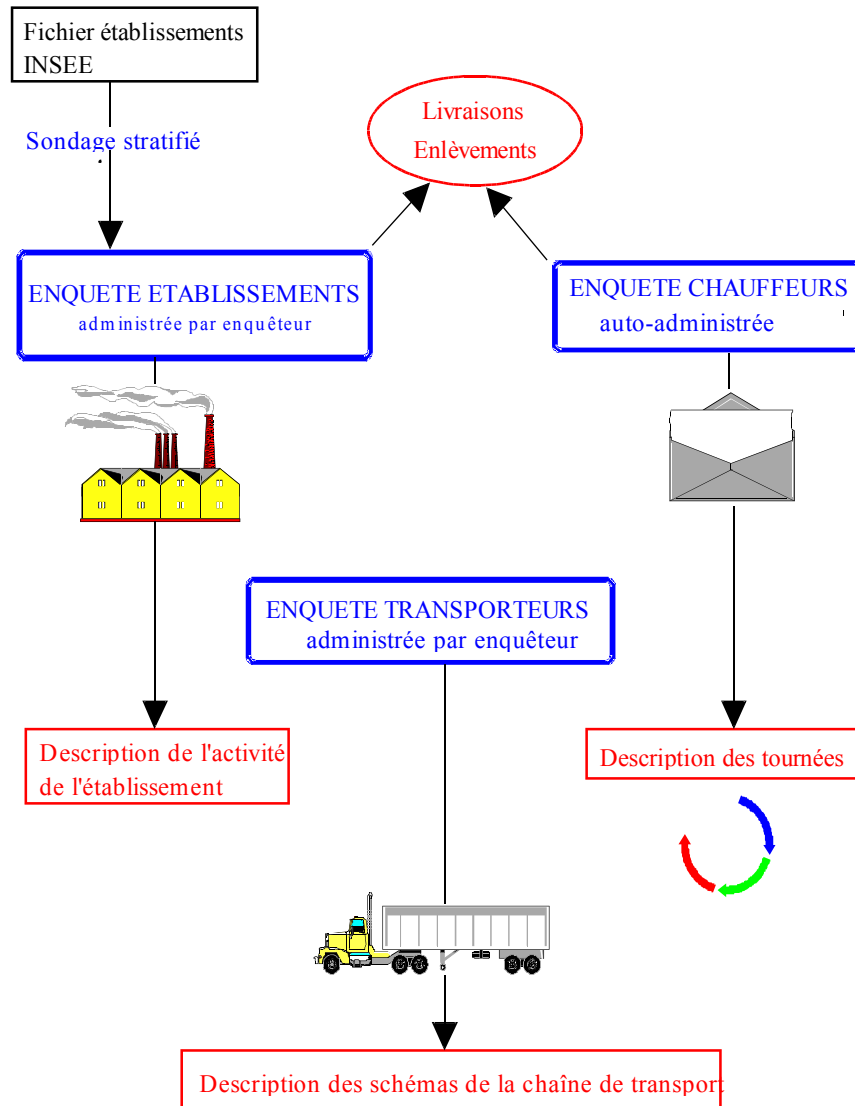 Fichier établissements
INSEE
Livraisons
Enlèvements
Sondage stratifié
ENQUETE ETABLISSEMENTS
administrée par enquêteur
ENQUETE CHAUFFEURS
auto-administrée
ENQUETE TRANSPORTEURS
administrée par enquêteur
Description de l'activité
de l'établissement
Description des tournées
Description des schémas de la chaîne de transport